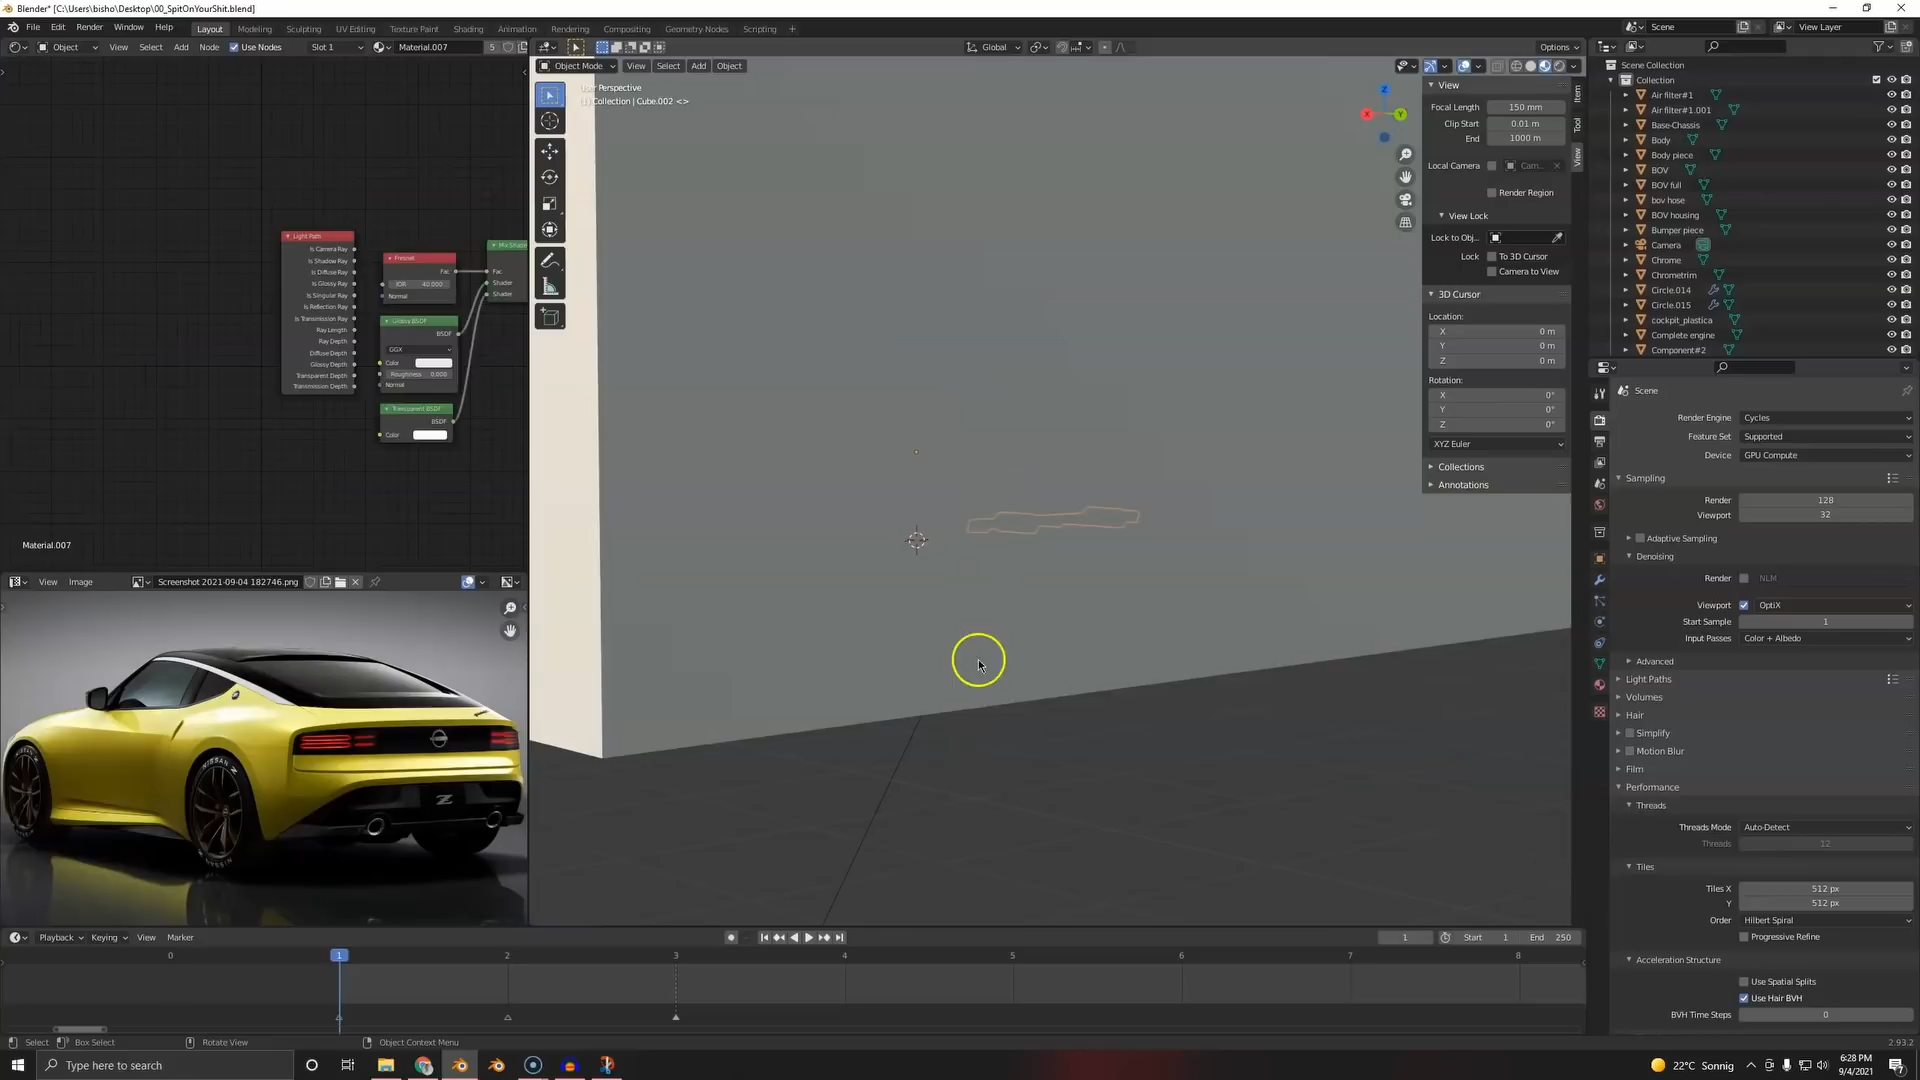 Blender* [C:\Users\bisho\Desktop\00_SpitOnYourShit.blend]
File Edit Render Window Help
Layout Modeling Sculpting UV Editing Texture Paint Shading Animation Rendering Compositing Geometry Nodes Scripting +
Scene View Layer
Object View Select Add Node Use Nodes Slot 1 Material.007 5
Global Options
Object Mode View Select Add Object
User Perspective
(1) Collection | Cube.002 <>
Light Path
Is Camera Ray
Is Shadow Ray
Is Diffuse Ray
Is Glossy Ray
Is Singular Ray
Is Reflection Ray
Is Transmission Ray
Ray Length
Ray Depth
Diffuse Depth
Glossy Depth
Transparent Depth
Transmission Depth
Fresnel
Fac
IOR 40.000
Normal
Glossy BSDF
BSDF
GGX
Color
Roughness 0.000
Normal
Transparent BSDF
BSDF
Color
Mix Shader
Fac
Shader
Shader
Material.007
X Y Z
View
Focal Length 150 mm
Clip Start 0.01 m
End 1000 m
Local Camera Cam...
Render Region
View Lock
Lock to Obj...
Lock To 3D Cursor
Camera to View
3D Cursor
Location:
X 0 m
Y 0 m
Z 0 m
Rotation:
X 0°
Y 0°
Z 0°
XYZ Euler
Collections
Annotations
Item
Tool
View
Scene Collection
Collection
Air filter#1
Air filter#1.001
Base-Chassis
Body
Body piece
BOV
BOV full
bov hose
BOV housing
Bumper piece
Camera
Chrome
Chrometrim
Circle.014
Circle.015
cockpit_plastica
Complete engine
Component#2
Scene
Render Engine Cycles
Feature Set Supported
Device GPU Compute
Sampling
Render 128
Viewport 32
Adaptive Sampling
Denoising
Render NLM
Viewport OptiX
Start Sample 1
Input Passes Color + Albedo
Advanced
Light Paths
Volumes
Hair
Simplify
Motion Blur
Film
Performance
Threads
Threads Mode Auto-Detect
Threads 12
Tiles
Tiles X 512 px
Y 512 px
Order Hilbert Spiral
Progressive Refine
Acceleration Structure
Use Spatial Splits
Use Hair BVH
BVH Time Steps 0
View Image Screenshot 2021-09-04 182746.png
NISSAN
NISSAN
Z
Playback Keying View Marker
1 Start 1 End 250
0 1 2 3 4 5 6 7 8
Select Box Select Rotate View Object Context Menu
2.93.2
Type here to search
22°C Sonnig
6:28 PM
9/4/2021